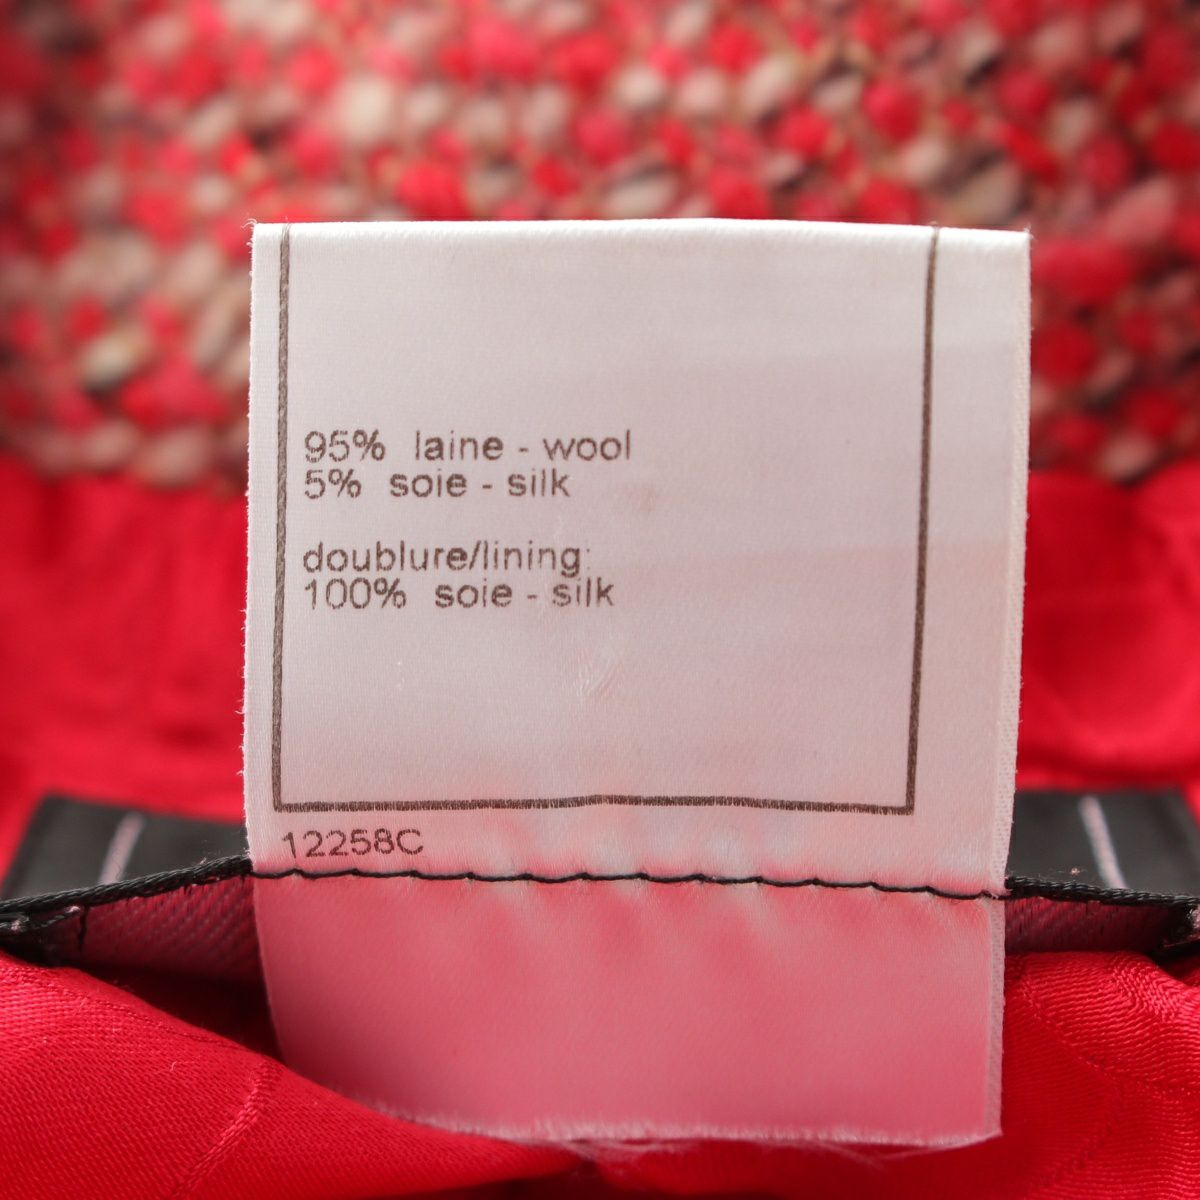 95% laine - wool
5% soie - silk
doublure/lining:
100% soie - silk
12258C